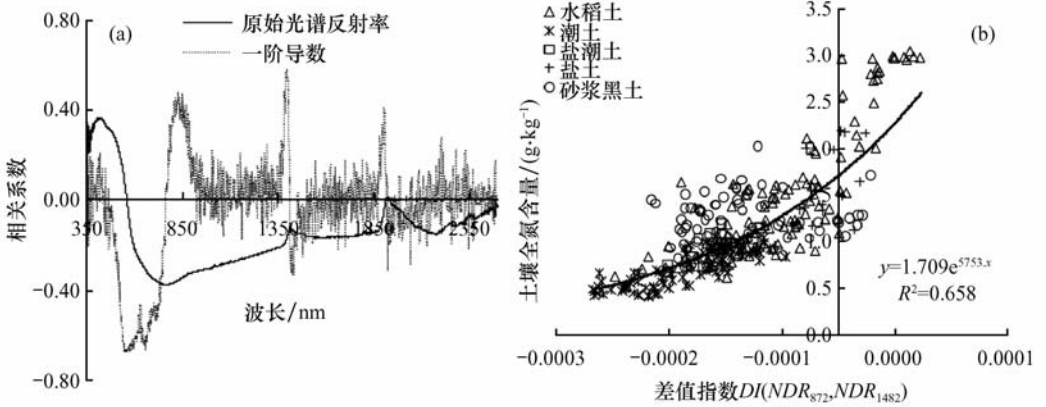 0.80
(a)
原始光谱反射率
一阶导数
0.40
0.00
350
850
1350
1850
2350
-0.40
-0.80
相关系数
波长/nm
△水稻土
潮土
□盐潮土
+盐土
○砂浆黑土
(b)
3.5
3.0
2.5
0.5
0.0
土壤全氮含量/(g·kg⁻¹)
y=1.709e⁵⁷⁵³·ˣ
R²=0.658
-0.0003
-0.0002
-0.0001
0.0000
0.0001
差值指数DI(NDR₈₇₂,NDR₁₄₈₂)